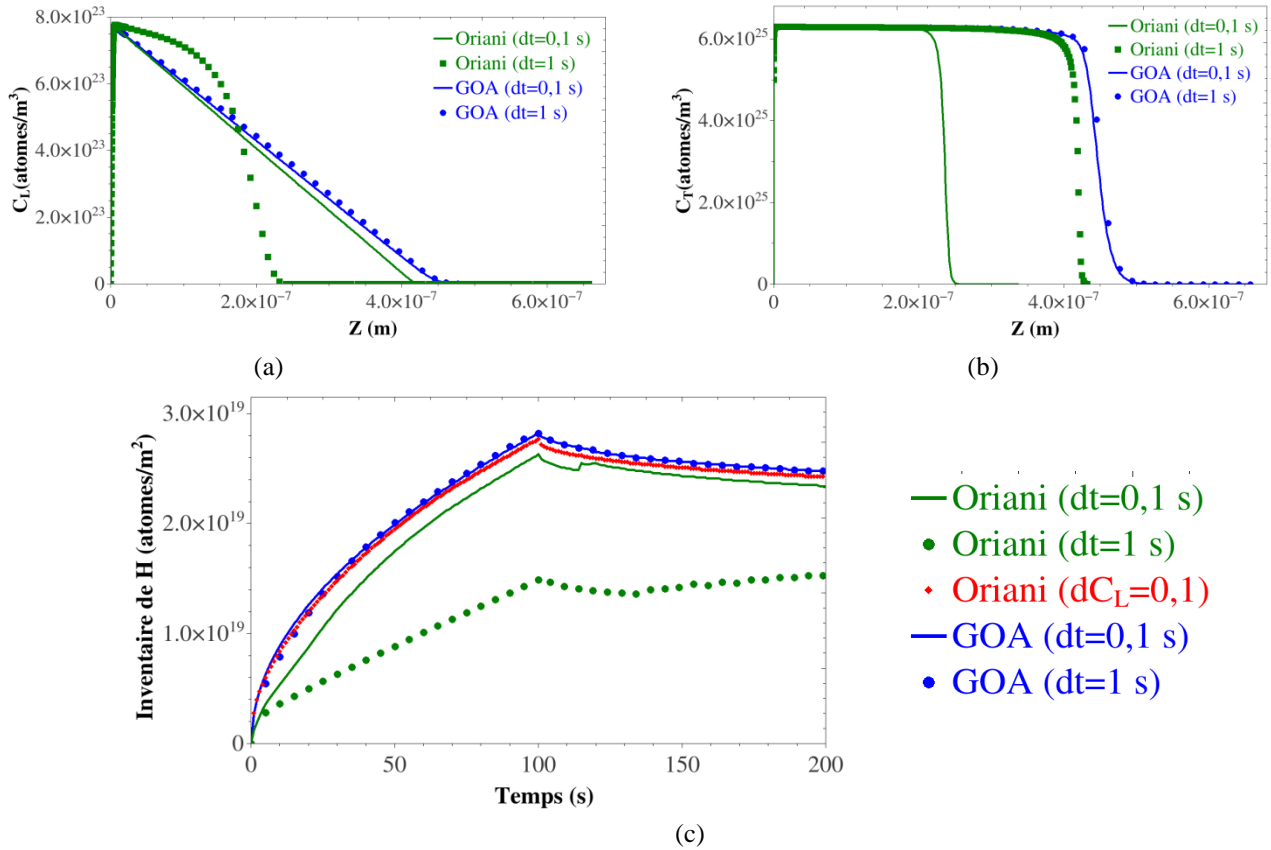 8.0×10²³
6.0×10²³
4.0×10²³
2.0×10²³
0
C_L(atomes/m³)
0
2.0×10⁻⁷
4.0×10⁻⁷
6.0×10⁻⁷
Z (m)
Oriani (dt=0,1 s)
Oriani (dt=1 s)
GOA (dt=0,1 s)
GOA (dt=1 s)
(a)
6.0×10²⁵
4.0×10²⁵
2.0×10²⁵
0
C_T(atomes/m³)
0
2.0×10⁻⁷
4.0×10⁻⁷
6.0×10⁻⁷
Z (m)
Oriani (dt=0,1 s)
Oriani (dt=1 s)
GOA (dt=0,1 s)
GOA (dt=1 s)
(b)
3.0×10¹⁹
2.0×10¹⁹
1.0×10¹⁹
0
Inventaire de H (atomes/m²)
0
50
100
150
200
Temps (s)
Oriani (dt=0,1 s)
Oriani (dt=1 s)
Oriani (dC_L=0,1)
GOA (dt=0,1 s)
GOA (dt=1 s)
(c)